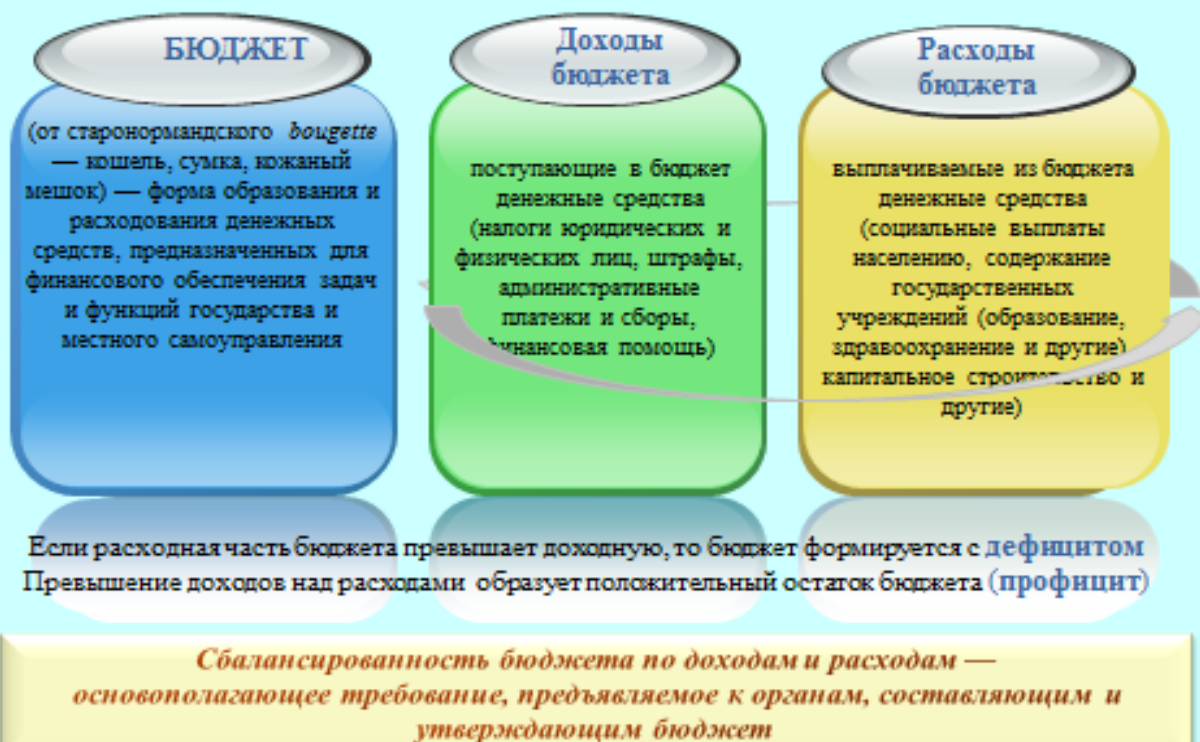 БЮДЖЕТ
(от старонормандского bougette
— кошель, сумка, кожаный
мешок) — форма образования и
расходования денежных
средств, предназначенных для
финансового обеспечения задач
и функций государства и
местного самоуправления
Доходы
бюджета
поступающие в бюджет
денежные средства
(налоги юридических и
физических лиц, штрафы,
административные
платежи и сборы,
финансовая помощь)
Расходы
бюджета
выплачиваемые из бюджета
денежные средства
(социальные выплаты
населению, содержание
государственных
учреждений (образование,
здравоохранение и другие)
капитальное строительство и
другие)
Если расходная часть бюджета превышает доходную, то бюджет формируется с дефицитом
Превышение доходов над расходами образует положительный остаток бюджета (профицит)
Сбалансированность бюджета по доходам и расходам —
основополагающее требование, предъявляемое к органам, составляющим и
утверждающим бюджет